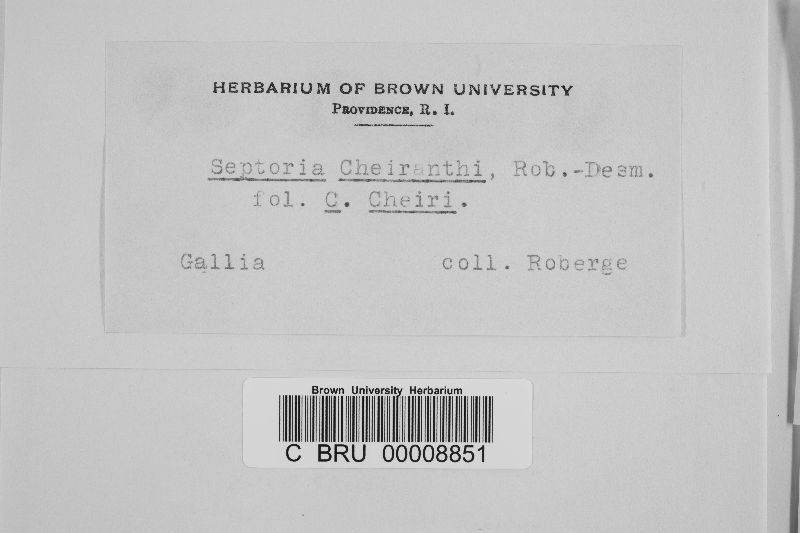 HERBARIUM OF BROWN UNIVERSITY
PROVIDENCE, R. I.
Septoria Cheiranthi, Rob.-Desm.
fol. C. Cheiri.
Gallia coll. Roberge
Brown University Herbarium
C BRU 00008851